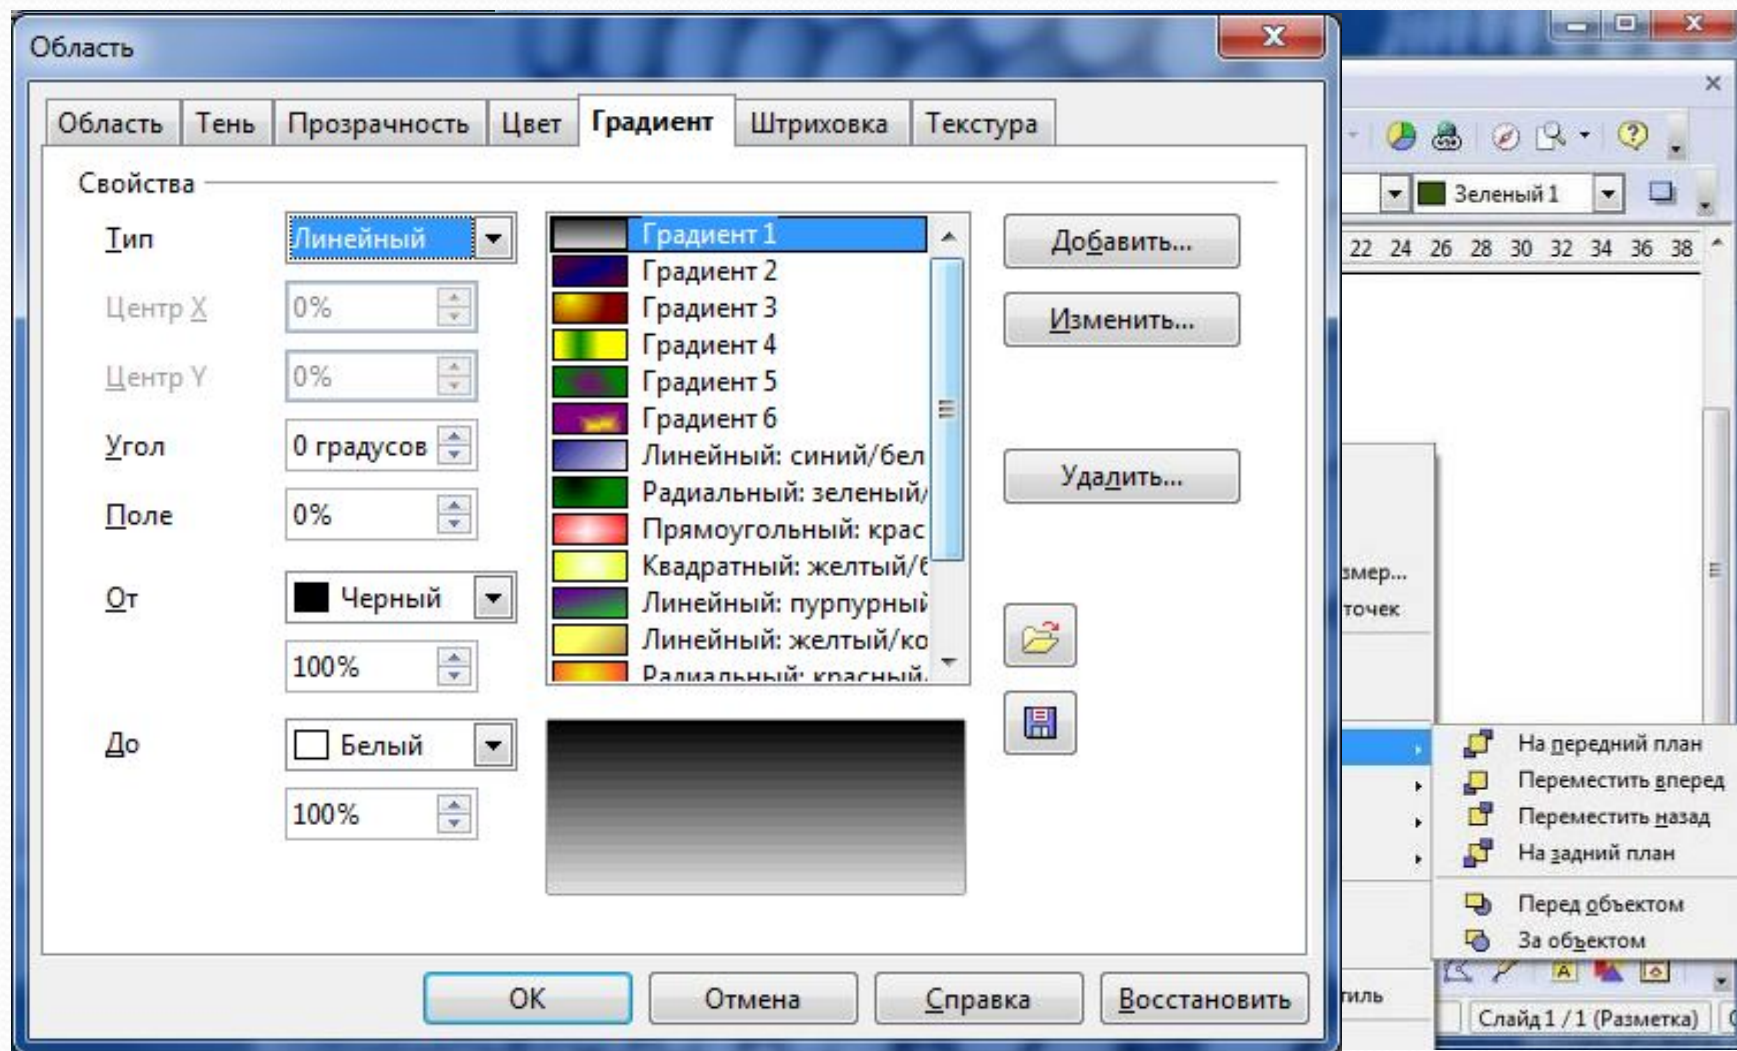 Область
Область Тень Прозрачность Цвет Градиент Штриховка Текстура
Свойства
Тип Линейный
Центр X 0%
Центр Y 0%
Угол 0 градусов
Поле 0%
От Черный
100%
До Белый
100%
Градиент 1
Градиент 2
Градиент 3
Градиент 4
Градиент 5
Градиент 6
Линейный: синий/бел
Радиальный: зеленый/
Прямоугольный: крас
Квадратный: желтый/б
Линейный: пурпурный
Линейный: желтый/ко
Радиальный: красный
Добавить...
Изменить...
Удалить...
OK Отмена Справка Восстановить
Зеленый 1
22 24 26 28 30 32 34 36 38
змер...
точек
На передний план
Переместить вперед
Переместить назад
На задний план
Перед объектом
За объектом
тиль
Слайд 1 / 1 (Разметка)